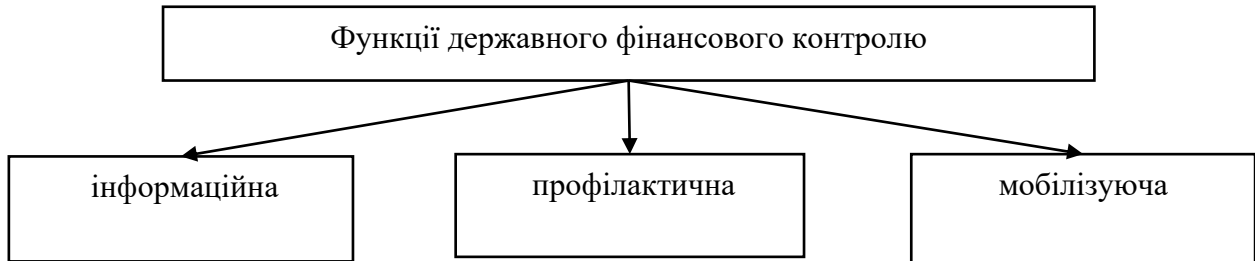 Функції державного фінансового контролю
інформаційна
профілактична
мобілізуюча